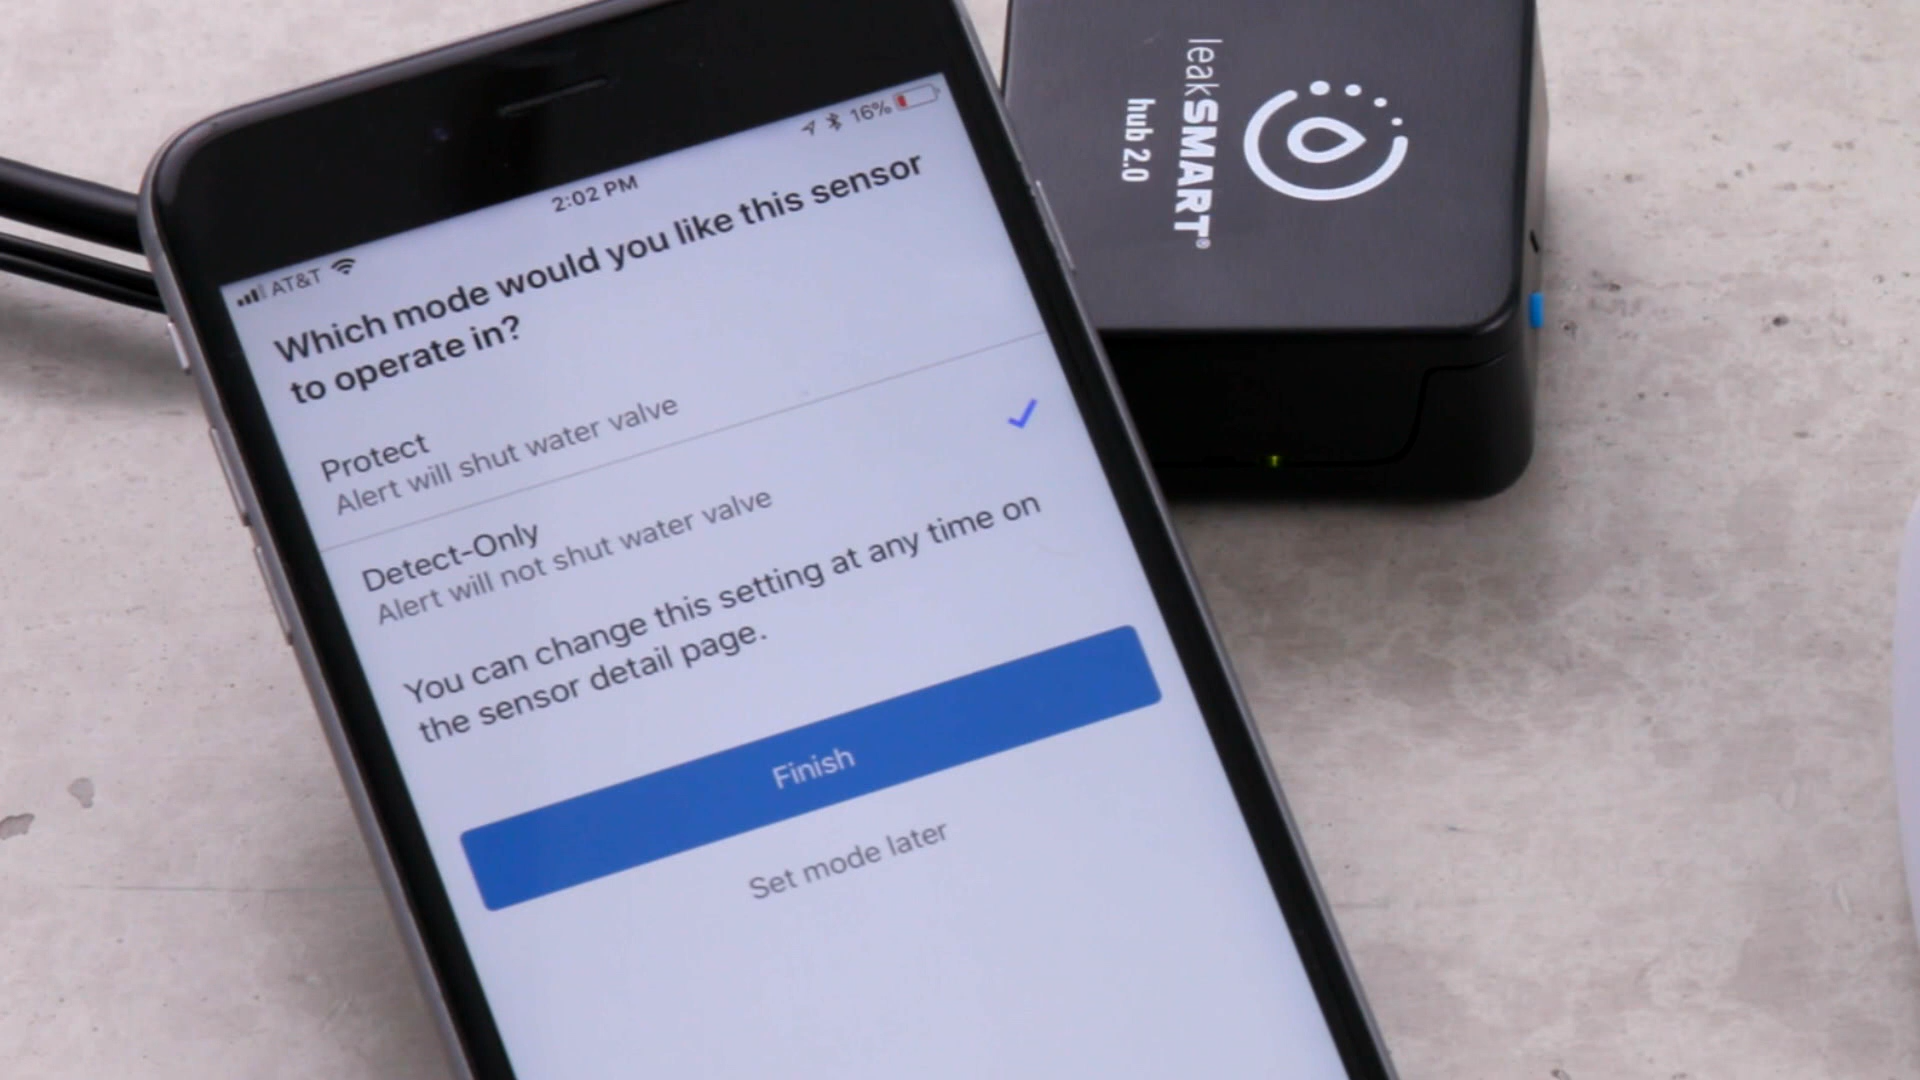 AT&T
2:02 PM
16%
Which mode would you like this sensor
to operate in?
Protect
Alert will shut water valve
Detect-Only
Alert will not shut water valve
You can change this setting at any time on
the sensor detail page.
Finish
Set mode later
leakSMART®
hub 2.0